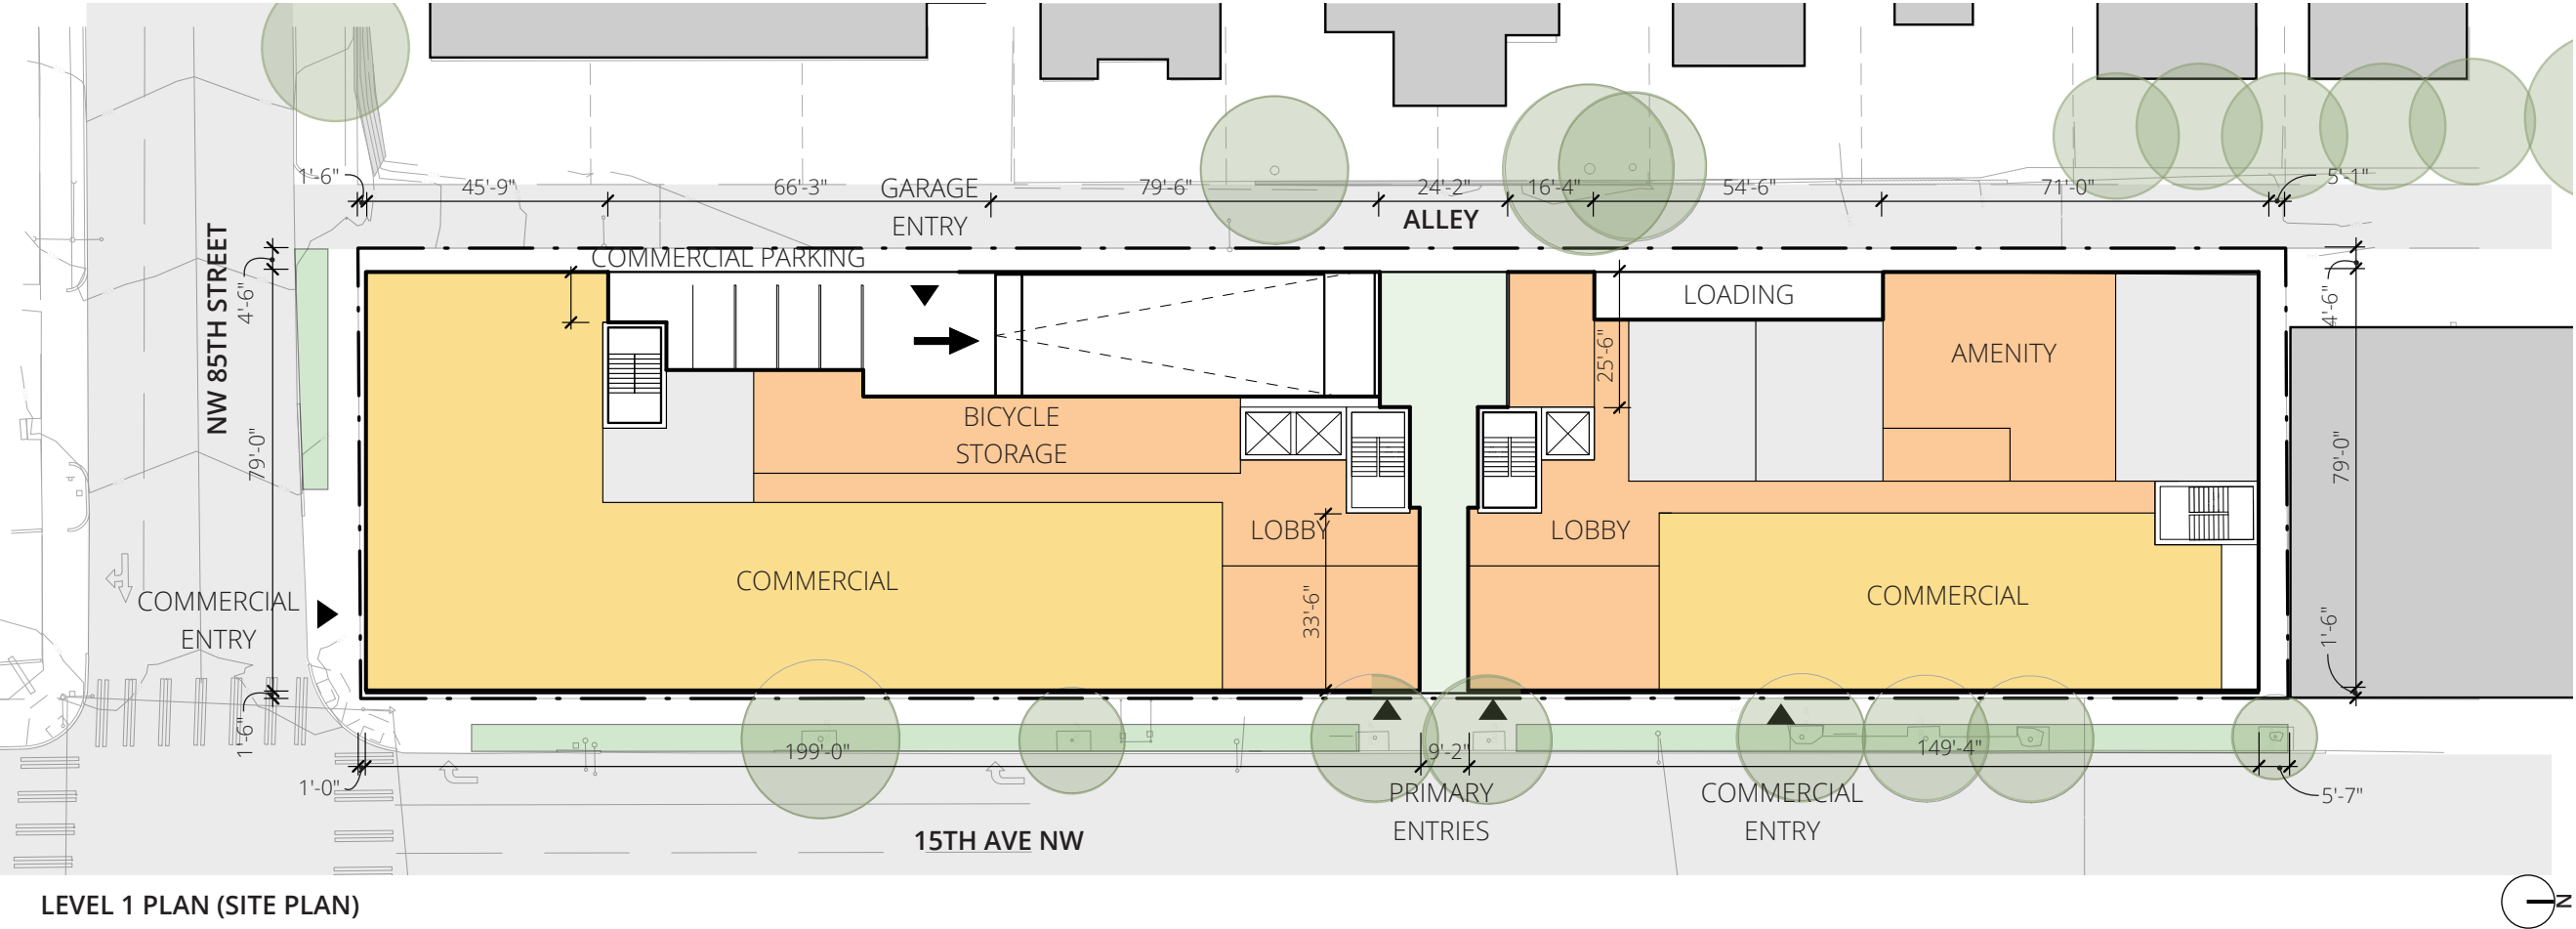 1'-6"
45'-9"
66'-3"
GARAGE
ENTRY
79'-6"
24'-2"
16'-4"
54'-6"
71'-0"
5'-1"
ALLEY
COMMERCIAL PARKING
NW 85TH STREET
4'-6"
79'-0"
1'-6"
LOADING
25'-6"
AMENITY
4'-6"
79'-0"
1'-6"
BICYCLE
STORAGE
LOBBY
LOBBY
33'-6"
COMMERCIAL
COMMERCIAL
COMMERCIAL
ENTRY
199'-0"
9'-2"
149'-4"
1'-0"
5'-7"
PRIMARY
ENTRIES
COMMERCIAL
ENTRY
15TH AVE NW
LEVEL 1 PLAN (SITE PLAN)
N